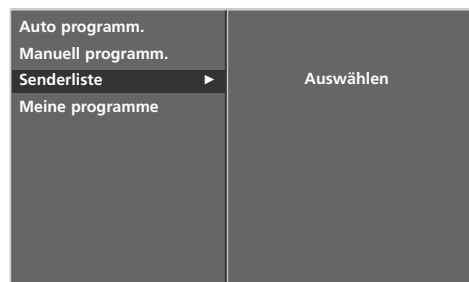 Auto programm.
Manuell programm.
Senderliste ►
Auswählen
Meine programme